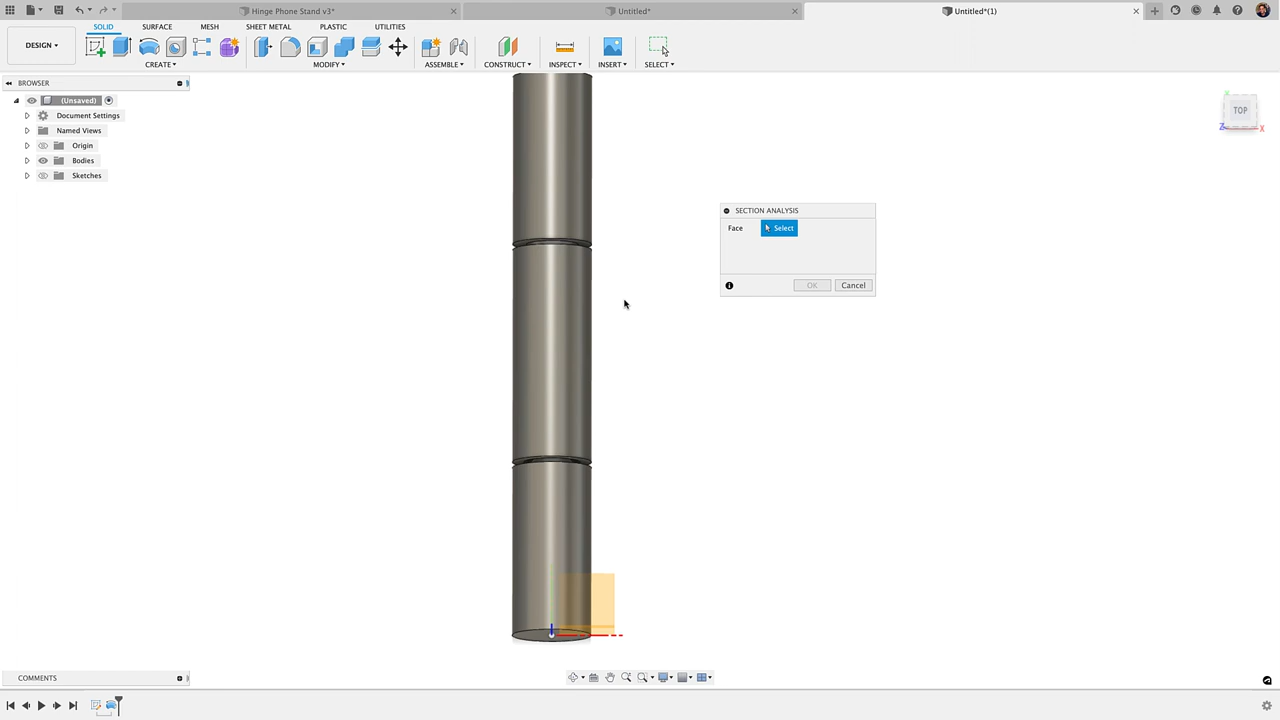 Hinge Phone Stand v3*
Untitled*
Untitled*(1)
DESIGN
SOLID
SURFACE
MESH
SHEET METAL
PLASTIC
UTILITIES
CREATE
MODIFY
ASSEMBLE
CONSTRUCT
INSPECT
INSERT
SELECT
BROWSER
(Unsaved)
Document Settings
Named Views
Origin
Bodies
Sketches
TOP
Z
X
SECTION ANALYSIS
Face
Select
OK
Cancel
COMMENTS